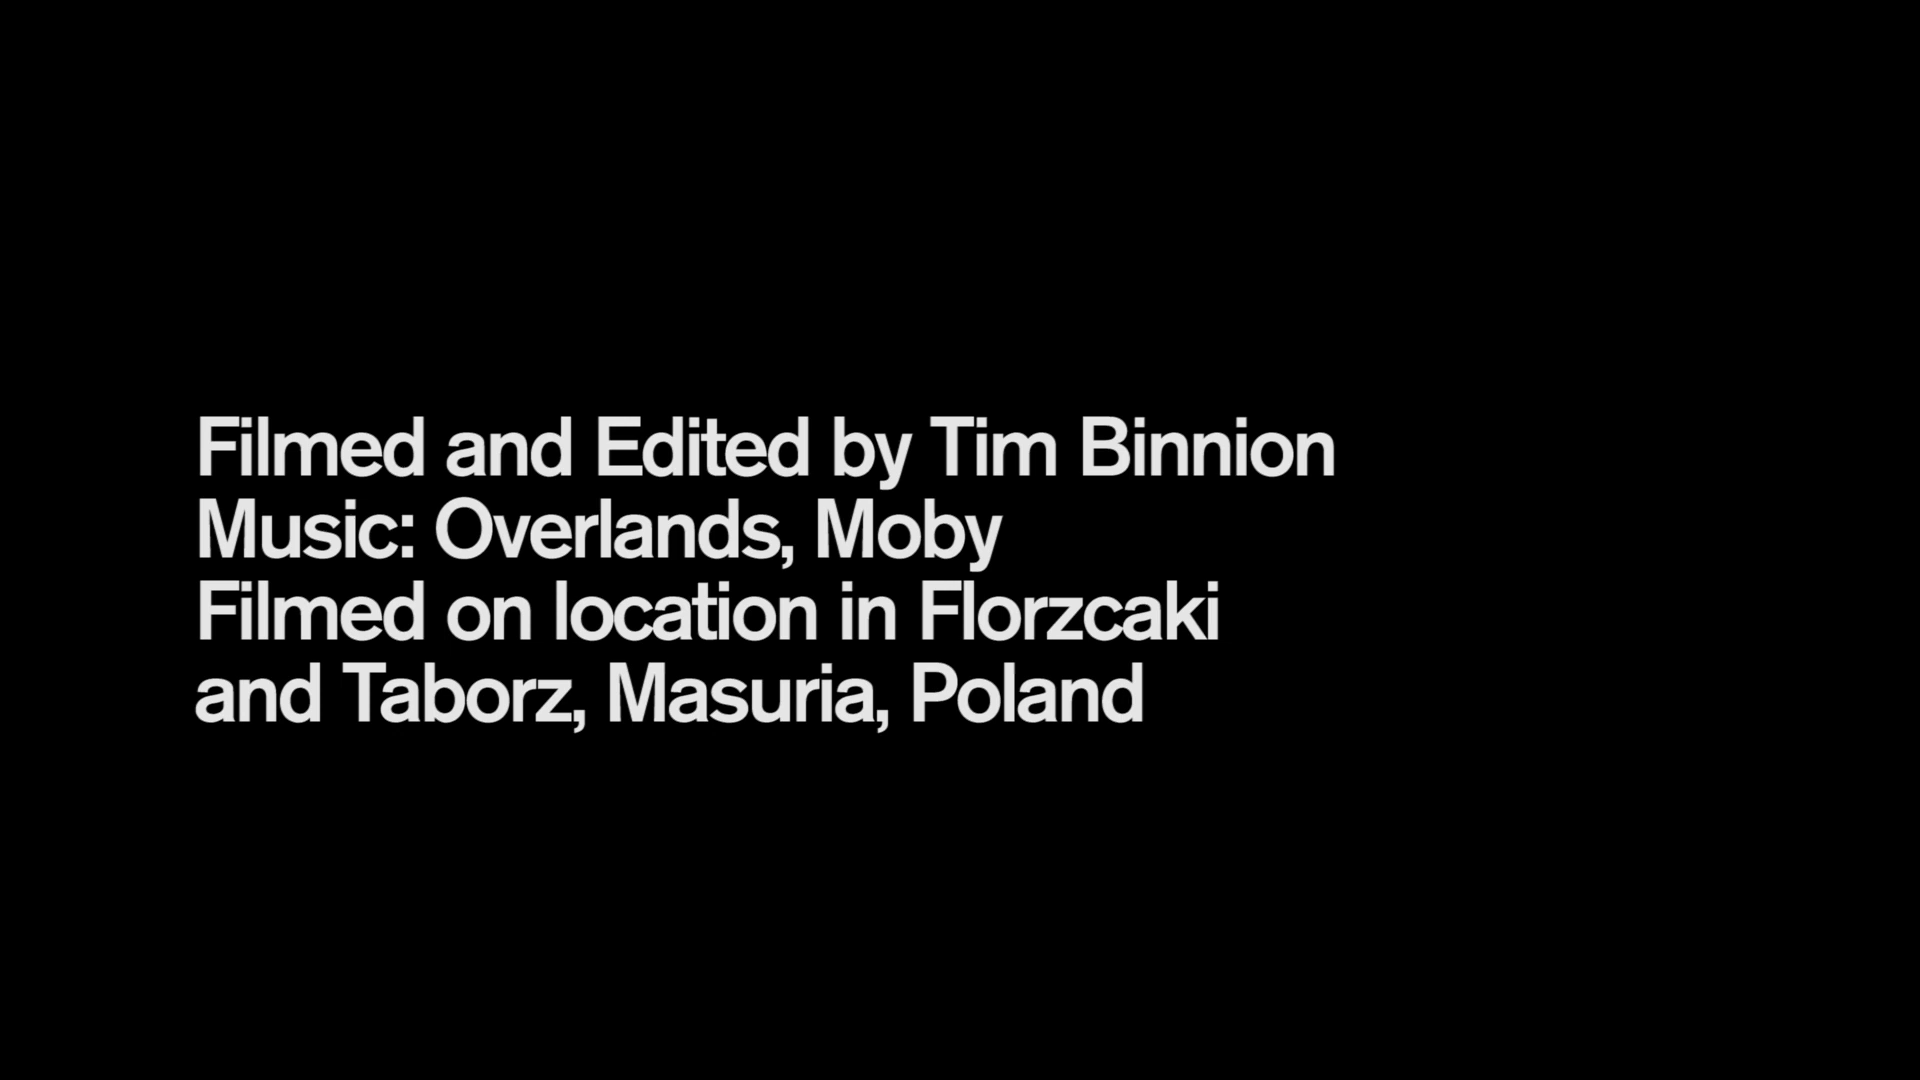 Filmed and Edited by Tim Binnion
Music: Overlands, Moby
Filmed on location in Florzcaki
and Taborz, Masuria, Poland